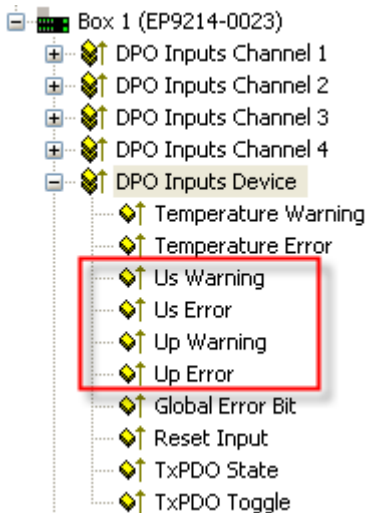 Box 1 (EP9214-0023)
DPO Inputs Channel 1
DPO Inputs Channel 2
DPO Inputs Channel 3
DPO Inputs Channel 4
DPO Inputs Device
Temperature Warning
Temperature Error
Us Warning
Us Error
Up Warning
Up Error
Global Error Bit
Reset Input
TxPDO State
TxPDO Toggle